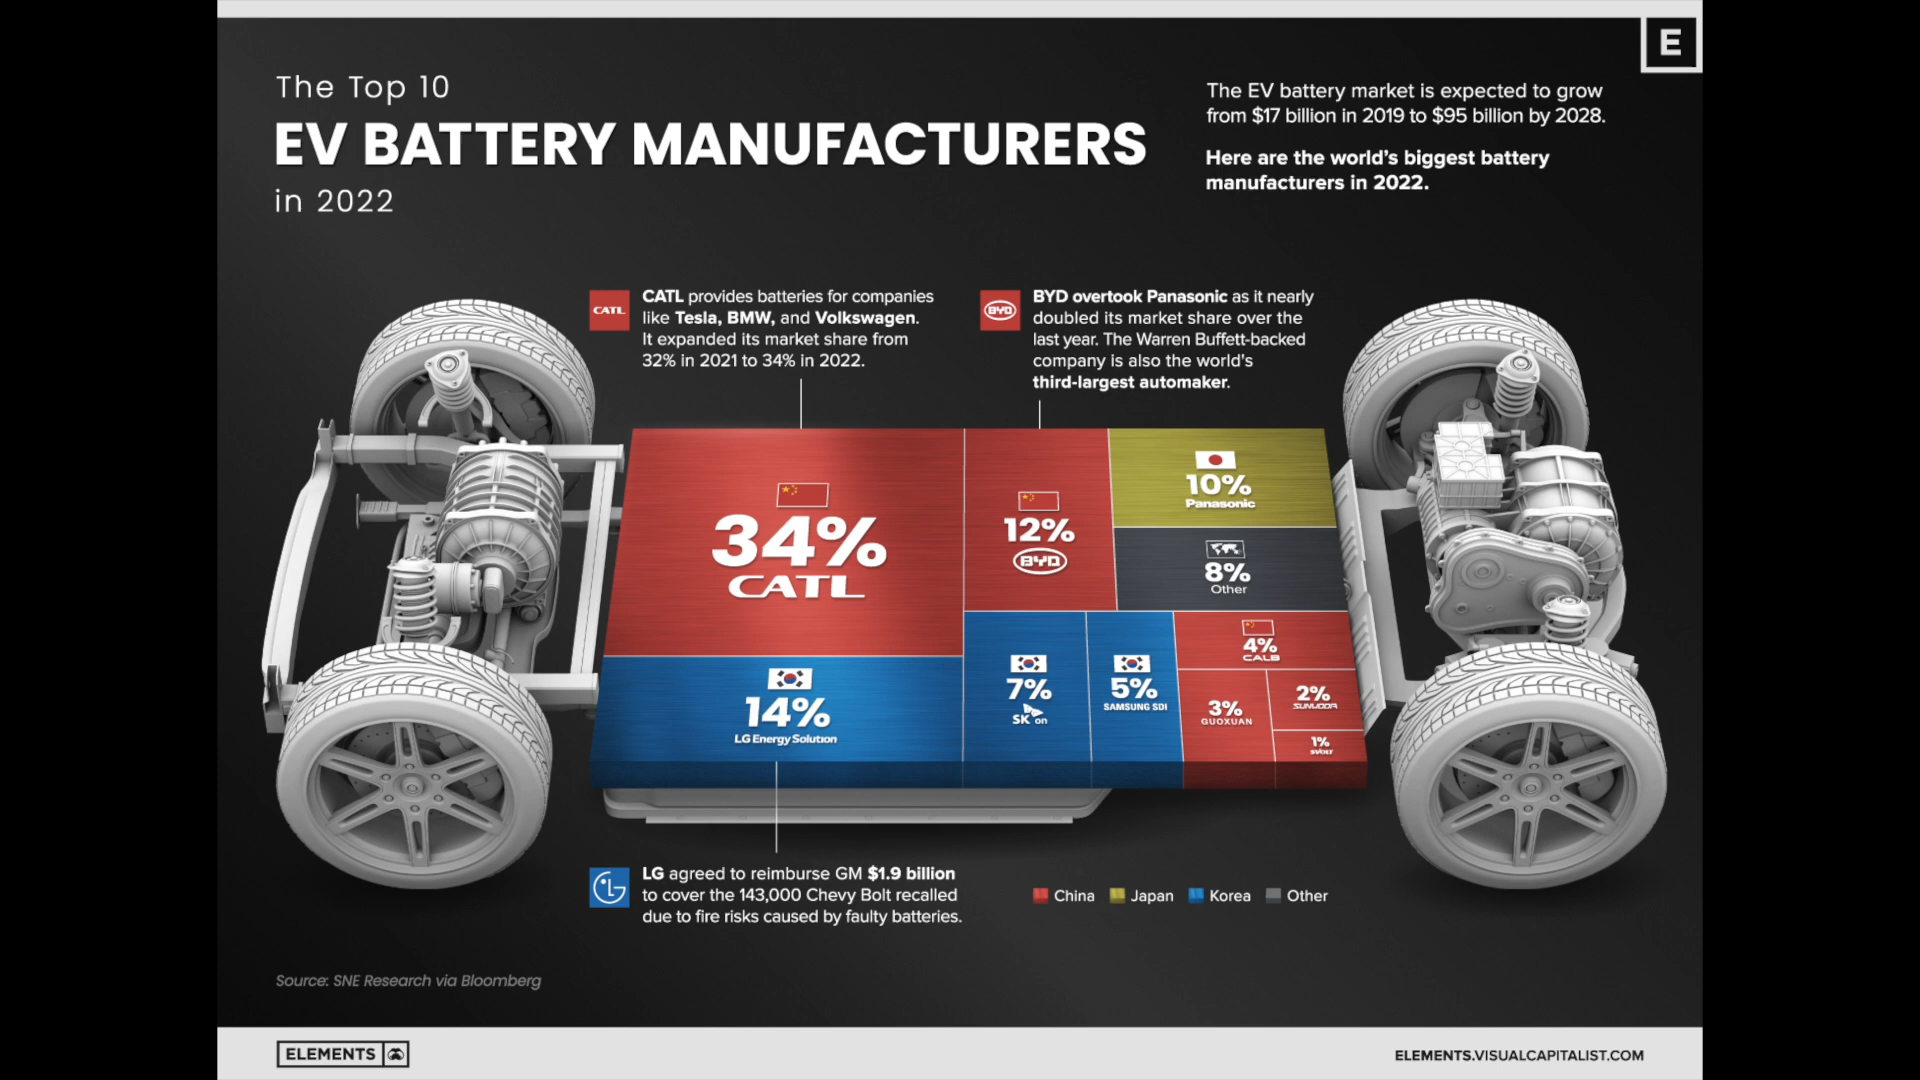 E
The Top 10
EV BATTERY MANUFACTURERS
in 2022
The EV battery market is expected to grow
from $17 billion in 2019 to $95 billion by 2028.
Here are the world's biggest battery
manufacturers in 2022.
CATL
CATL provides batteries for companies
like Tesla, BMW, and Volkswagen.
It expanded its market share from
32% in 2021 to 34% in 2022.
BYD
BYD overtook Panasonic as it nearly
doubled its market share over the
last year. The Warren Buffett-backed
company is also the world's
third-largest automaker.
34%
CATL
12%
BYD
10%
Panasonic
8%
Other
14%
LG Energy Solution
7%
SK on
5%
SAMSUNG SDI
4%
CALB
3%
GUOXUAN
2%
SUNWODA
1%
SVOLT
LG
LG agreed to reimburse GM $1.9 billion
to cover the 143,000 Chevy Bolt recalled
due to fire risks caused by faulty batteries.
China Japan Korea Other
Source: SNE Research via Bloomberg
ELEMENTS
ELEMENTS.VISUALCAPITALIST.COM